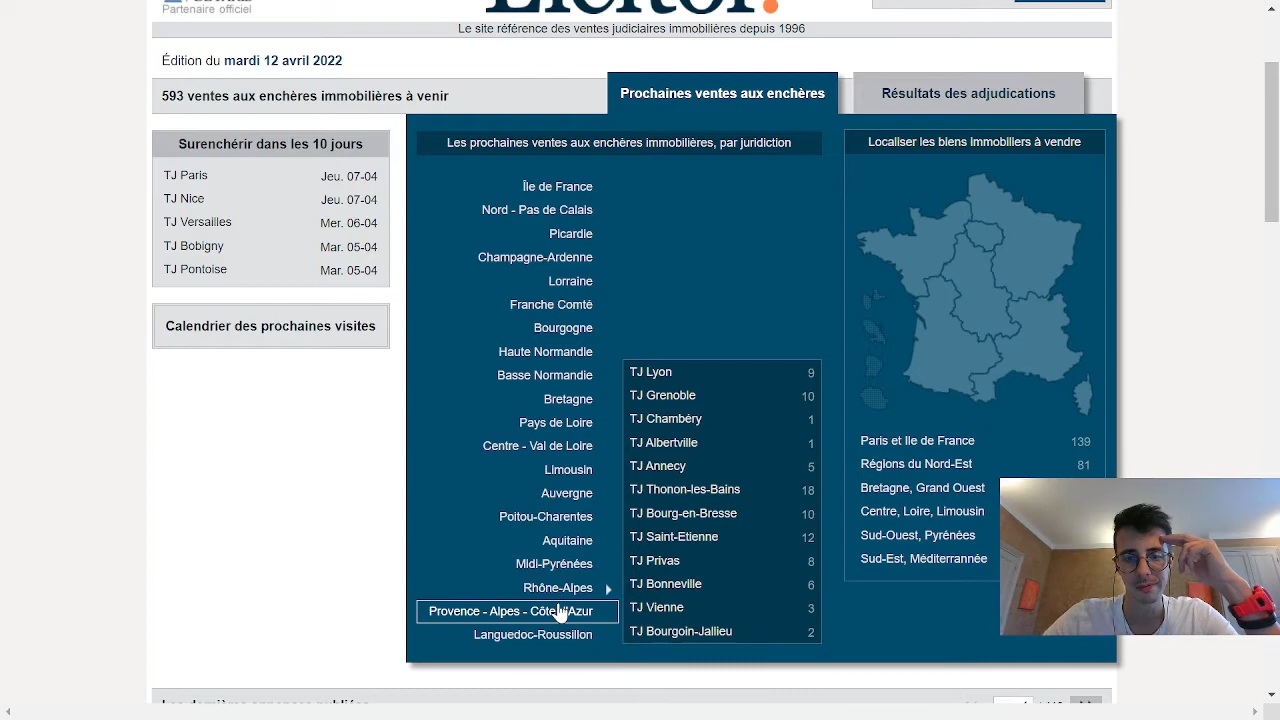 Partenaire officiel
Licitor.
Le site référence des ventes judiciaires immobilières depuis 1996
Édition du mardi 12 avril 2022
593 ventes aux enchères immobilières à venir
Prochaines ventes aux enchères
Résultats des adjudications
Surenchérir dans les 10 jours
TJ Paris Jeu. 07-04
TJ Nice Jeu. 07-04
TJ Versailles Mer. 06-04
TJ Bobigny Mar. 05-04
TJ Pontoise Mar. 05-04
Calendrier des prochaines visites
Les prochaines ventes aux enchères immobilières, par juridiction
Île de France
Nord - Pas de Calais
Picardie
Champagne-Ardenne
Lorraine
Franche Comté
Bourgogne
Haute Normandie
Basse Normandie
Bretagne
Pays de Loire
Centre - Val de Loire
Limousin
Auvergne
Poitou-Charentes
Aquitaine
Midi-Pyrénées
Rhône-Alpes
Provence - Alpes - Côte d'Azur
Languedoc-Roussillon
TJ Lyon 9
TJ Grenoble 10
TJ Chambéry 1
TJ Albertville 1
TJ Annecy 5
TJ Thonon-les-Bains 18
TJ Bourg-en-Bresse 10
TJ Saint-Etienne 12
TJ Privas 8
TJ Bonneville 6
TJ Vienne 3
TJ Bourgoin-Jallieu 2
Localiser les biens immobiliers à vendre
Paris et Ile de France 139
Régions du Nord-Est 81
Bretagne, Grand Ouest
Centre, Loire, Limousin
Sud-Ouest, Pyrénées
Sud-Est, Méditerrannée
Les dernières annonces publiées